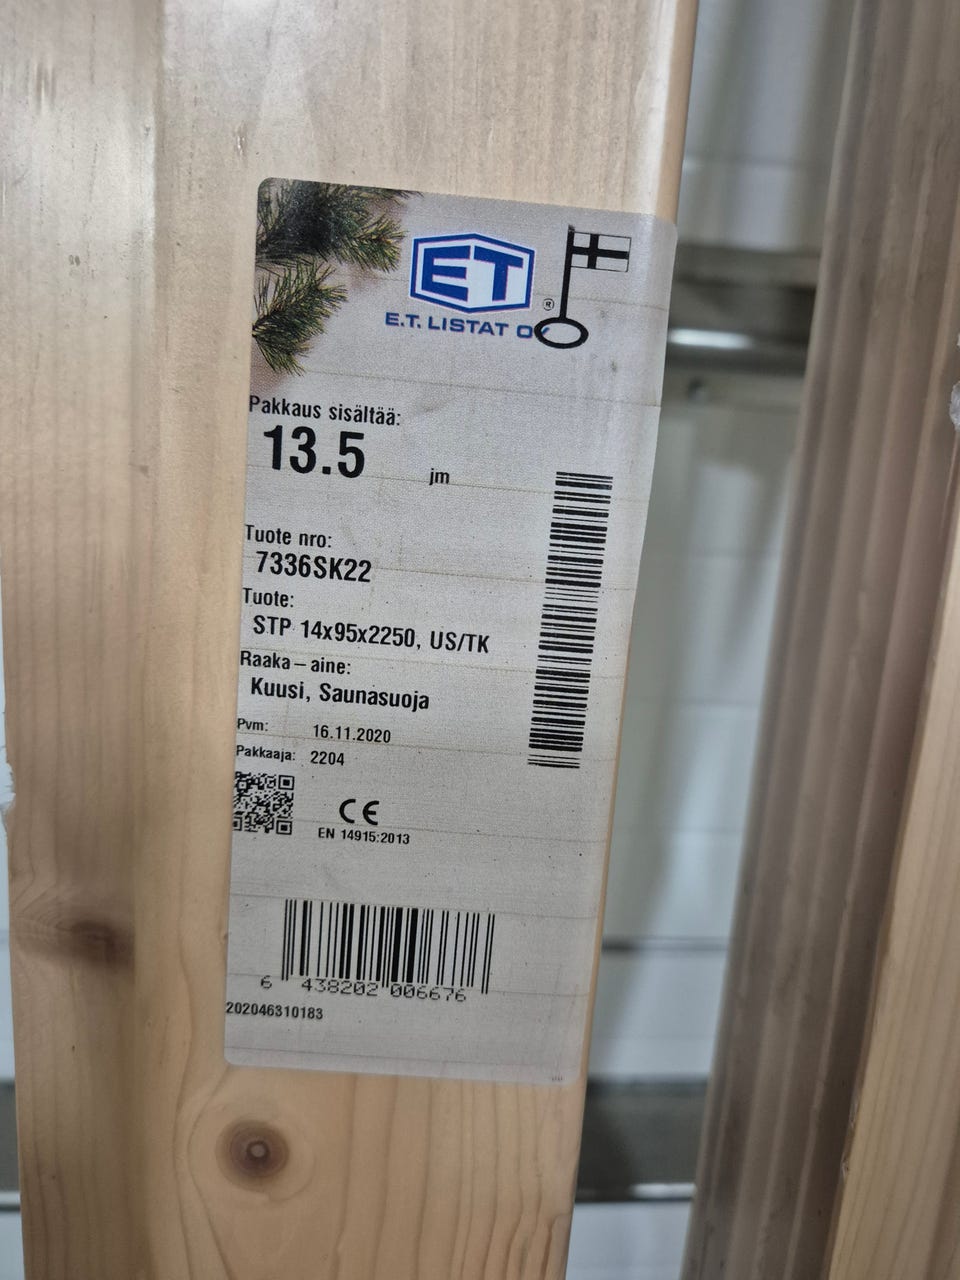 ET
®
E.T. LISTAT OY
Pakkaus sisältää:
13.5 jm
Tuote nro:
7336SK22
Tuote:
STP 14x95x2250, US/TK
Raaka-aine:
Kuusi, Saunasuoja
Pvm: 16.11.2020
Pakkaaja: 2204
CE
EN 14915:2013
6 438202 006676
202046310183